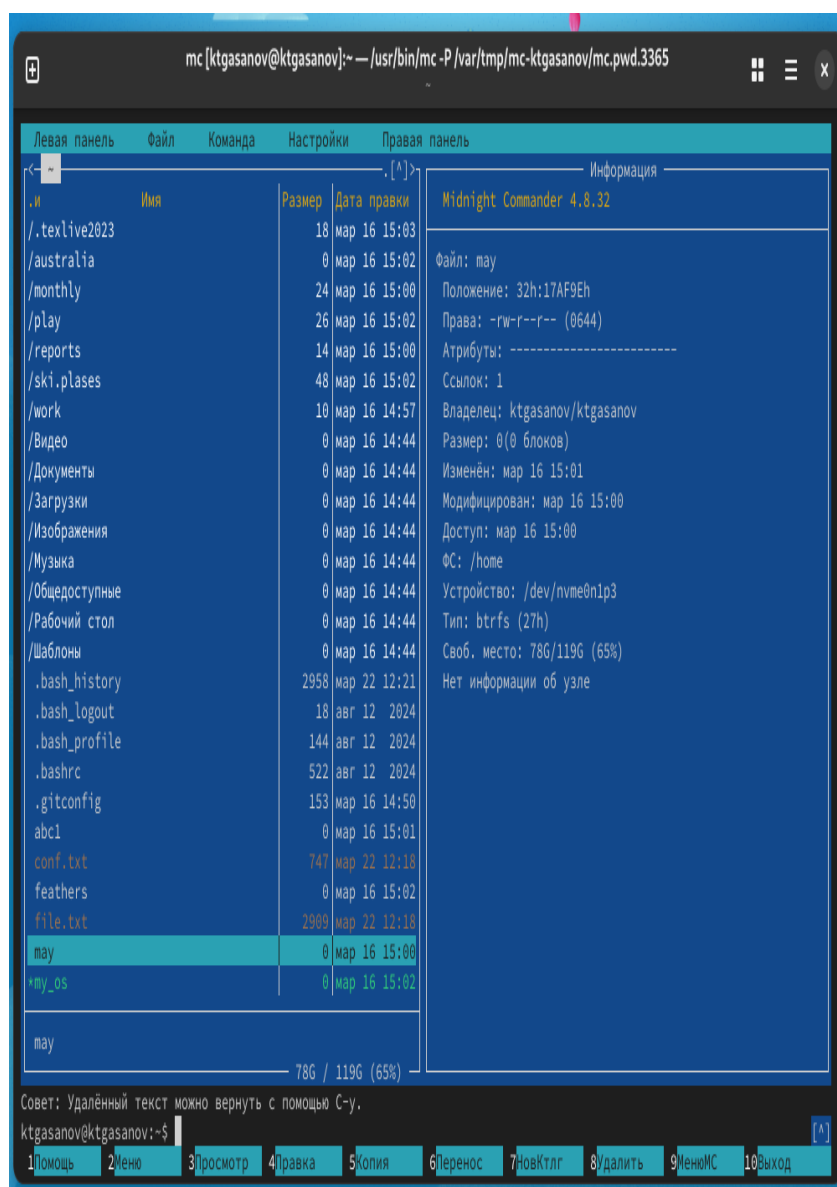 mc [ktgasanov@ktgasanov]:~ — /usr/bin/mc -P /var/tmp/mc-ktgasanov/mc.pwd.3365
~
Левая панель Файл Команда Настройки Правая панель
<- ~ .[^]>
.и Имя Размер Дата правки
/.texlive2023 18 мар 16 15:03
/australia 0 мар 16 15:02
/monthly 24 мар 16 15:00
/play 26 мар 16 15:02
/reports 14 мар 16 15:00
/ski.plases 48 мар 16 15:02
/work 10 мар 16 14:57
/Видео 0 мар 16 14:44
/Документы 0 мар 16 14:44
/Загрузки 0 мар 16 14:44
/Изображения 0 мар 16 14:44
/Музыка 0 мар 16 14:44
/Общедоступные 0 мар 16 14:44
/Рабочий стол 0 мар 16 14:44
/Шаблоны 0 мар 16 14:44
.bash_history 2958 мар 22 12:21
.bash_logout 18 авг 12 2024
.bash_profile 144 авг 12 2024
.bashrc 522 авг 12 2024
.gitconfig 153 мар 16 14:50
abc1 0 мар 16 15:01
conf.txt 747 мар 22 12:18
feathers 0 мар 16 15:02
file.txt 2909 мар 22 12:18
may 0 мар 16 15:00
*my_os 0 мар 16 15:02
may
78G / 119G (65%)
Информация
Midnight Commander 4.8.32
Файл: may
Положение: 32h:17AF9Eh
Права: -rw-r--r-- (0644)
Атрибуты: -------------------------
Ссылок: 1
Владелец: ktgasanov/ktgasanov
Размер: 0(0 блоков)
Изменён: мар 16 15:01
Модифицирован: мар 16 15:00
Доступ: мар 16 15:00
ФС: /home
Устройство: /dev/nvme0n1p3
Тип: btrfs (27h)
Своб. место: 78G/119G (65%)
Нет информации об узле
Совет: Удалённый текст можно вернуть с помощью C-y.
ktgasanov@ktgasanov:~$ [^]
1Помощь 2Меню 3Просмотр 4Правка 5Копия 6Перенос 7НовКтлг 8Удалить 9МенюMC 10Выход